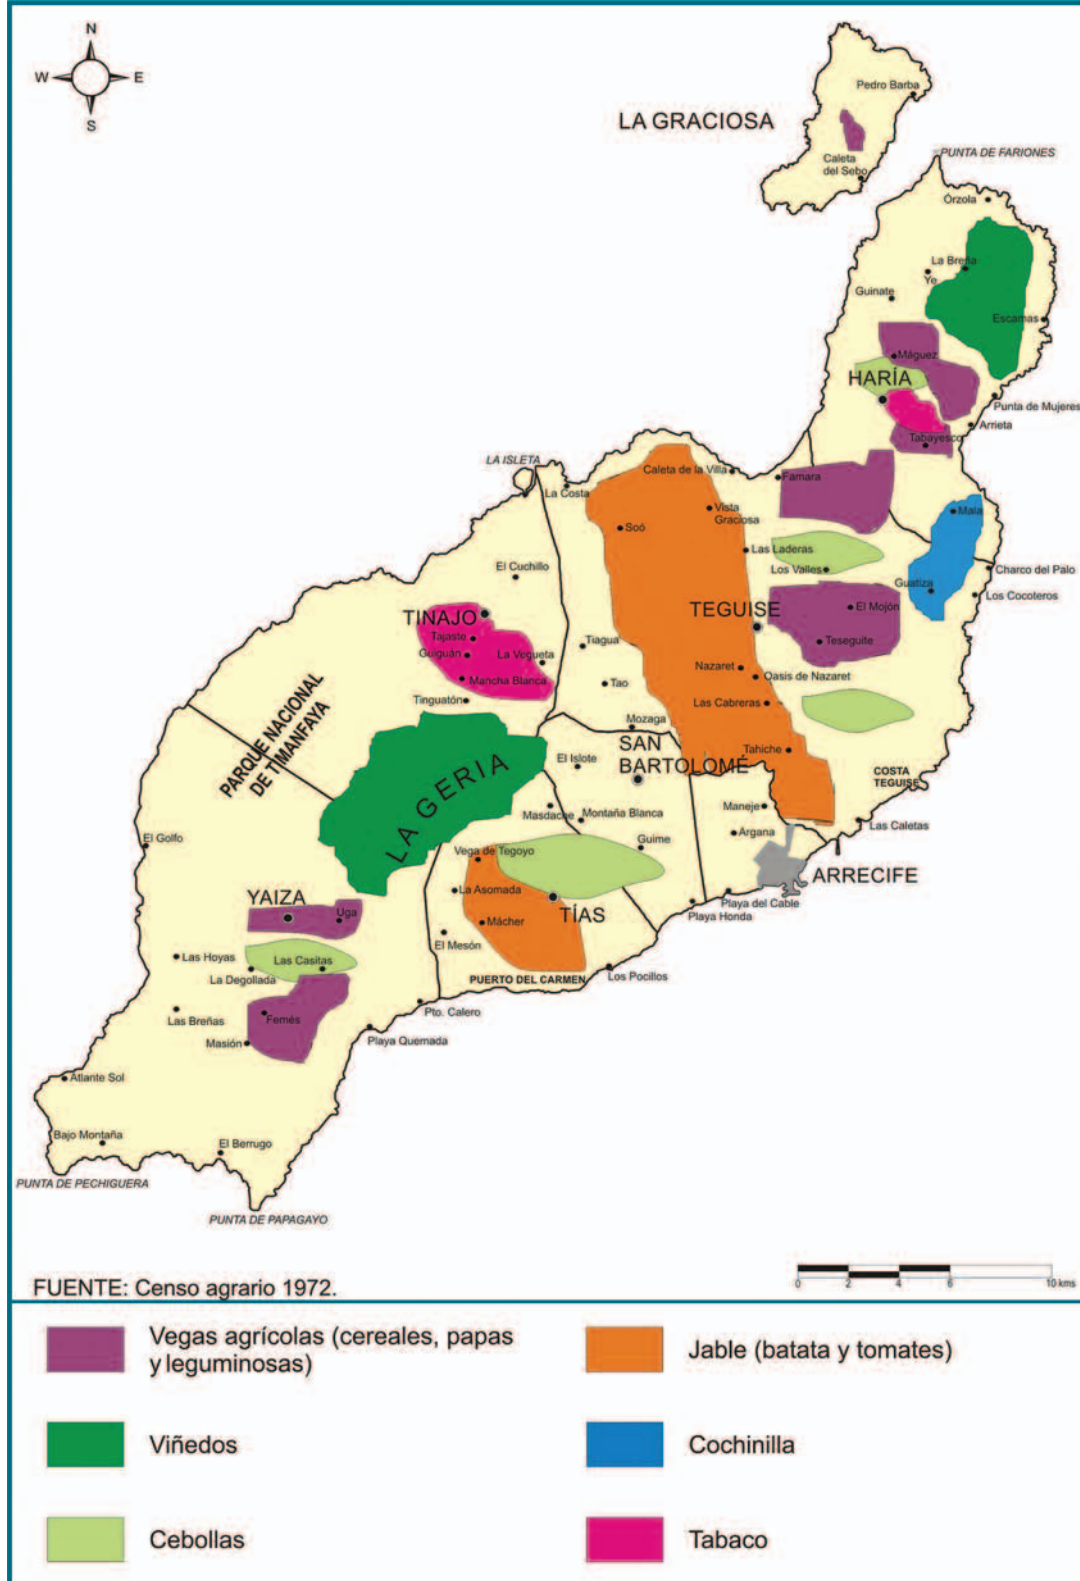 N
W
E
S
Pedro Barba
LA GRACIOSA
Caleta
del Sebo
PUNTA DE FARIONES
Órzola
La Breña
Ye
Guinate
Escamas
Máguez
HARÍA
Punta de Mujeres
Arrieta
Tabayesco
LA ISLETA
Caleta de la Villa
Famara
La Costa
Vista
Graciosa
Mala
Soó
Las Laderas
Los Valles
Charco del Palo
El Cuchillo
Guatiza
Los Cocoteros
TINAJO
TEGUISE
El Mojón
Tajaste
Tiagua
Teseguite
Guiguán
La Vegueta
Nazaret
Oasis de Nazaret
Mancha Blanca
Tao
Tinguatón
Las Cabreras
PARQUE NACIONAL
DE TIMANFAYA
Mozaga
SAN
BARTOLOMÉ
Tahiche
El Islote
LA GERIA
COSTA
TEGUISE
Masdache
Montaña Blanca
Maneje
Las Caletas
El Golfo
Argana
Guime
Vega de Tegoyo
ARRECIFE
La Asomada
Playa del Cable
YAIZA
Uga
TÍAS
Playa Honda
Mácher
El Mesón
Las Hoyas
Las Casitas
La Degollada
PUERTO DEL CARMEN
Los Pocillos
Las Breñas
Femés
Pto. Calero
Masión
Playa Quemada
Atlante Sol
Bajo Montaña
El Berrugo
PUNTA DE PECHIGUERA
PUNTA DE PAPAGAYO
FUENTE: Censo agrario 1972.
0 2 4 6 10 kms
Vegas agrícolas (cereales, papas
y leguminosas)
Jable (batata y tomates)
Viñedos
Cochinilla
Cebollas
Tabaco